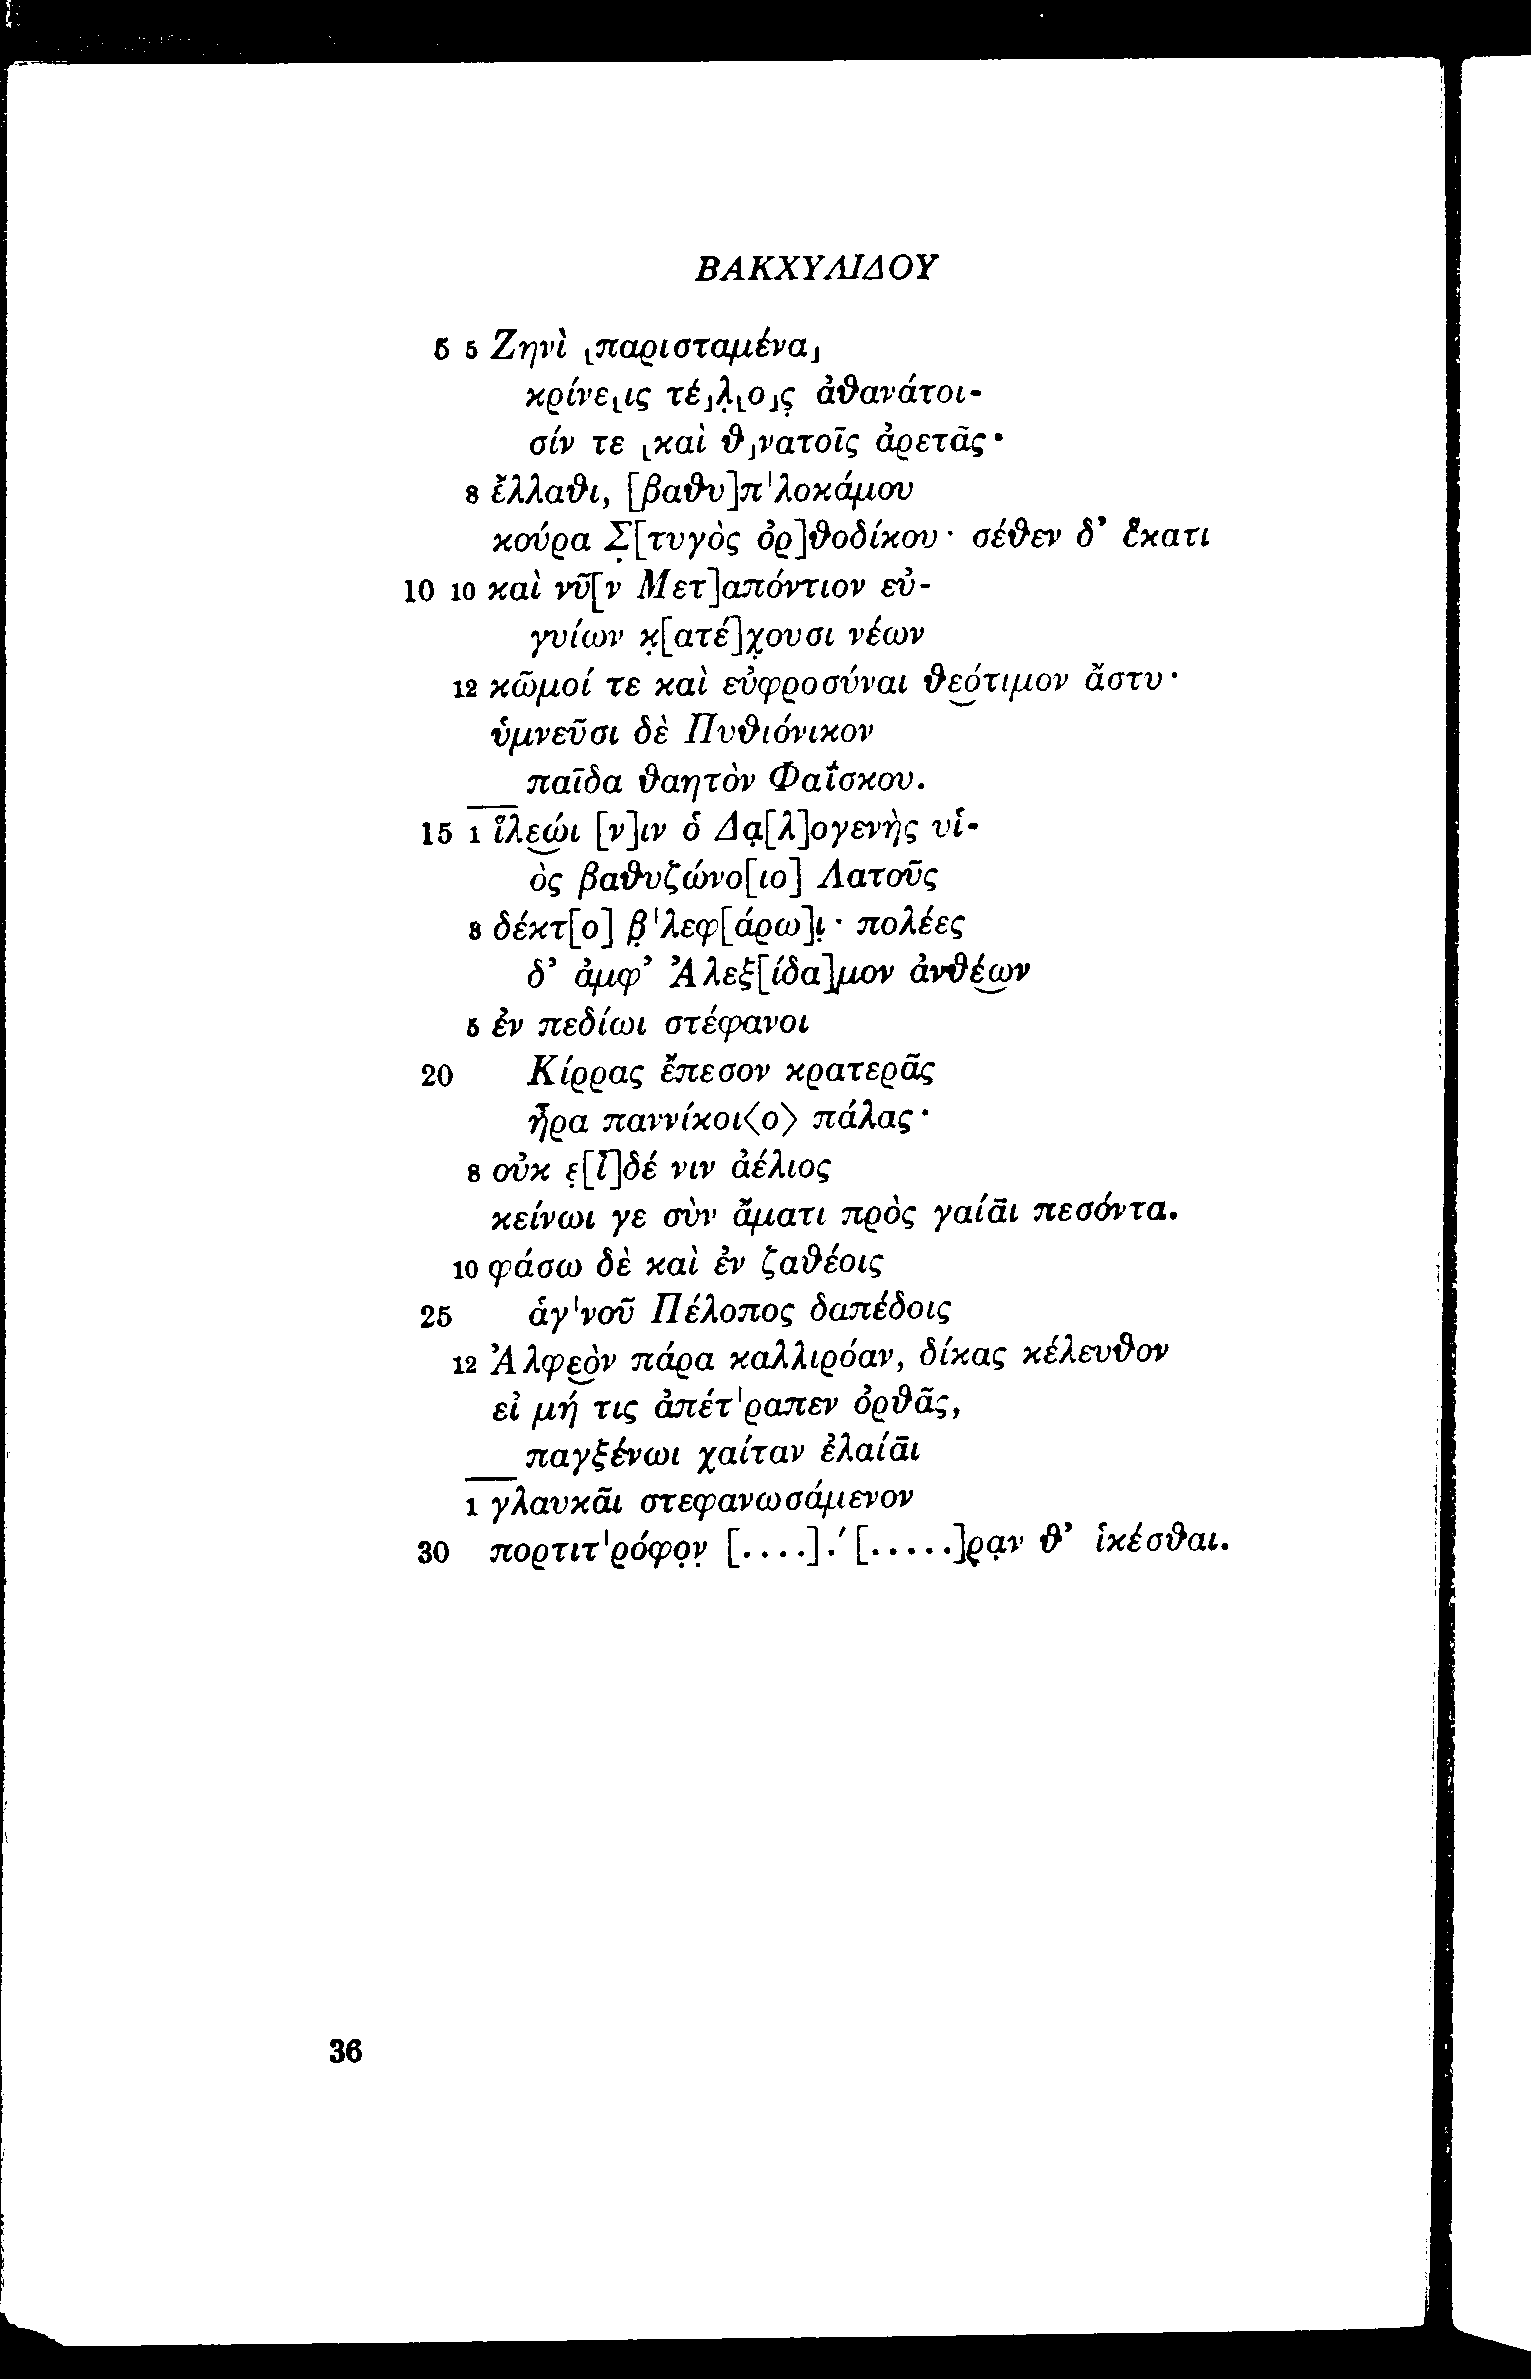 ΒΑΚΧΥΛΙΔΟΥ
5 5 Ζηνὶ ⌊παρισταμένα⌋
κρίνε⌊ις τέ⌋λ̣⌊ο⌋ς̣ ἀθανάτοι-
σίν τε ⌊καὶ θ⌋νατοῖς ἀρετᾶς·
8 ἔλλαθι, [βαθυ]π'λοκάμου
κούρα Σ̣[τυγὸς ὀρ]θοδίκου· σέθεν δ' ἕκατι
10 10 καὶ νῦ[ν Μετ]απόντιον εὐ-
γυίων κ̣[ατέ]χ̣ουσι νέων
12 κῶμοί τε καὶ εὐφροσύναι θεότιμον ἄστυ·
ὑμνεῦσι δὲ Πυθιόνικον
παῖδα θαητὸν Φαΐσκου.
15 1 ἵλεώι [ν]ιν ὁ Δα̣[λ]ογενὴς υἱ-
ὸς βαθυζώνο[ιο] Λατοῦς
3 δέκτ[ο] β̣'λεφ[άρω]ι̣· πολέες
δ' ἀμφ' Ἀλεξ[ίδα]μον ἀνθέων
5 ἐν πεδίωι στέφανοι
20 Κίρρας ἔπεσον κρατερᾶς
ἦρα παννίκοι⟨ο⟩ πάλας·
8 οὐκ ε̣[ἶ]δέ νιν ἀέλιος
κείνωι γε σὺν ἄματι πρὸς γαίᾱι πεσόντα.
10 φάσω δὲ καὶ ἐν ζαθέοις
25 ἁγ'νοῦ Πέλοπος δαπέδοις
12 Ἀλφεὸν πάρα καλλιρόαν, δίκας κέλευθον
εἰ μή τις ἀπέτ'ραπεν ὀρθᾶς,
παγξένωι χαίταν ἐλαίᾱι
1 γλαυκᾶι στεφανωσάμενον
30 πορτιτ'ρόφο̣ν̣ [....].΄[.....]ρ̣α̣ν θ' ἱκέσθαι.
36